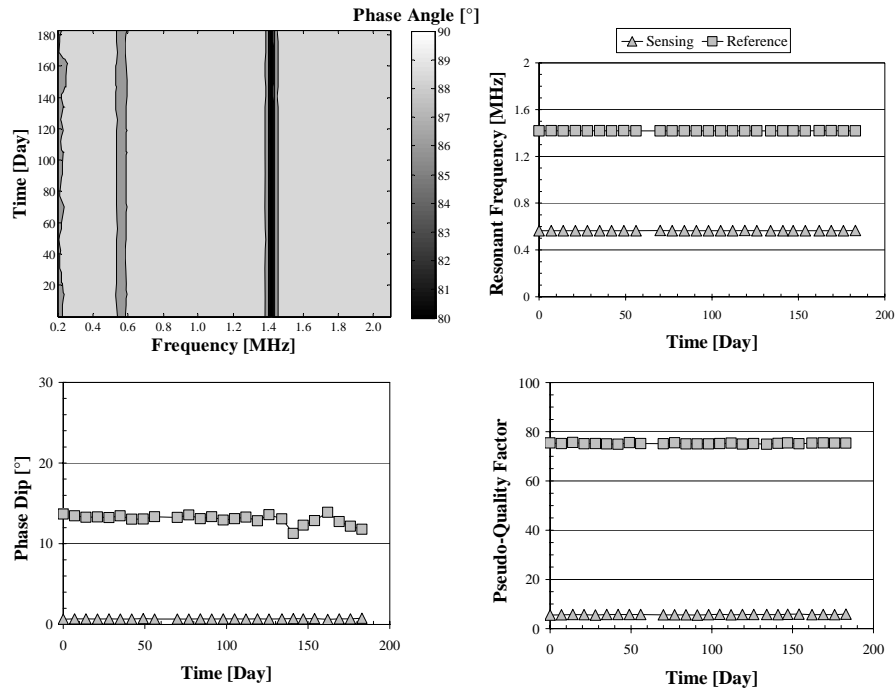 Phase Angle [°]
180
160
140
120
100
80
60
40
20
Time [Day]
0.2 0.4 0.6 0.8 1.0 1.2 1.4 1.6 1.8 2.0
Frequency [MHz]
90
89
88
87
86
85
84
83
82
81
80
Sensing Reference
2
1.6
1.2
0.8
0.4
0
Resonant Frequency [MHz]
0 50 100 150 200
Time [Day]
30
20
10
0
Phase Dip [°]
0 50 100 150 200
Time [Day]
100
80
60
40
20
0
Pseudo-Quality Factor
0 50 100 150 200
Time [Day]